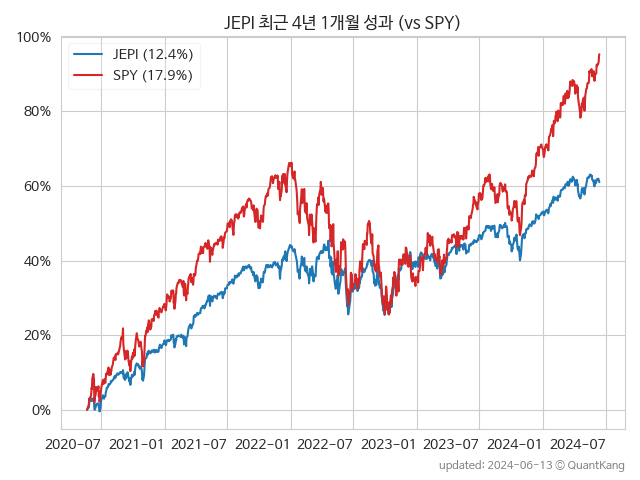 JEPI 최근 4년 1개월 성과 (vs SPY)
100%
80%
60%
40%
20%
0%
JEPI (12.4%)
SPY (17.9%)
2020-07 2021-01 2021-07 2022-01 2022-07 2023-01 2023-07 2024-01 2024-07
updated: 2024-06-13 © QuantKang